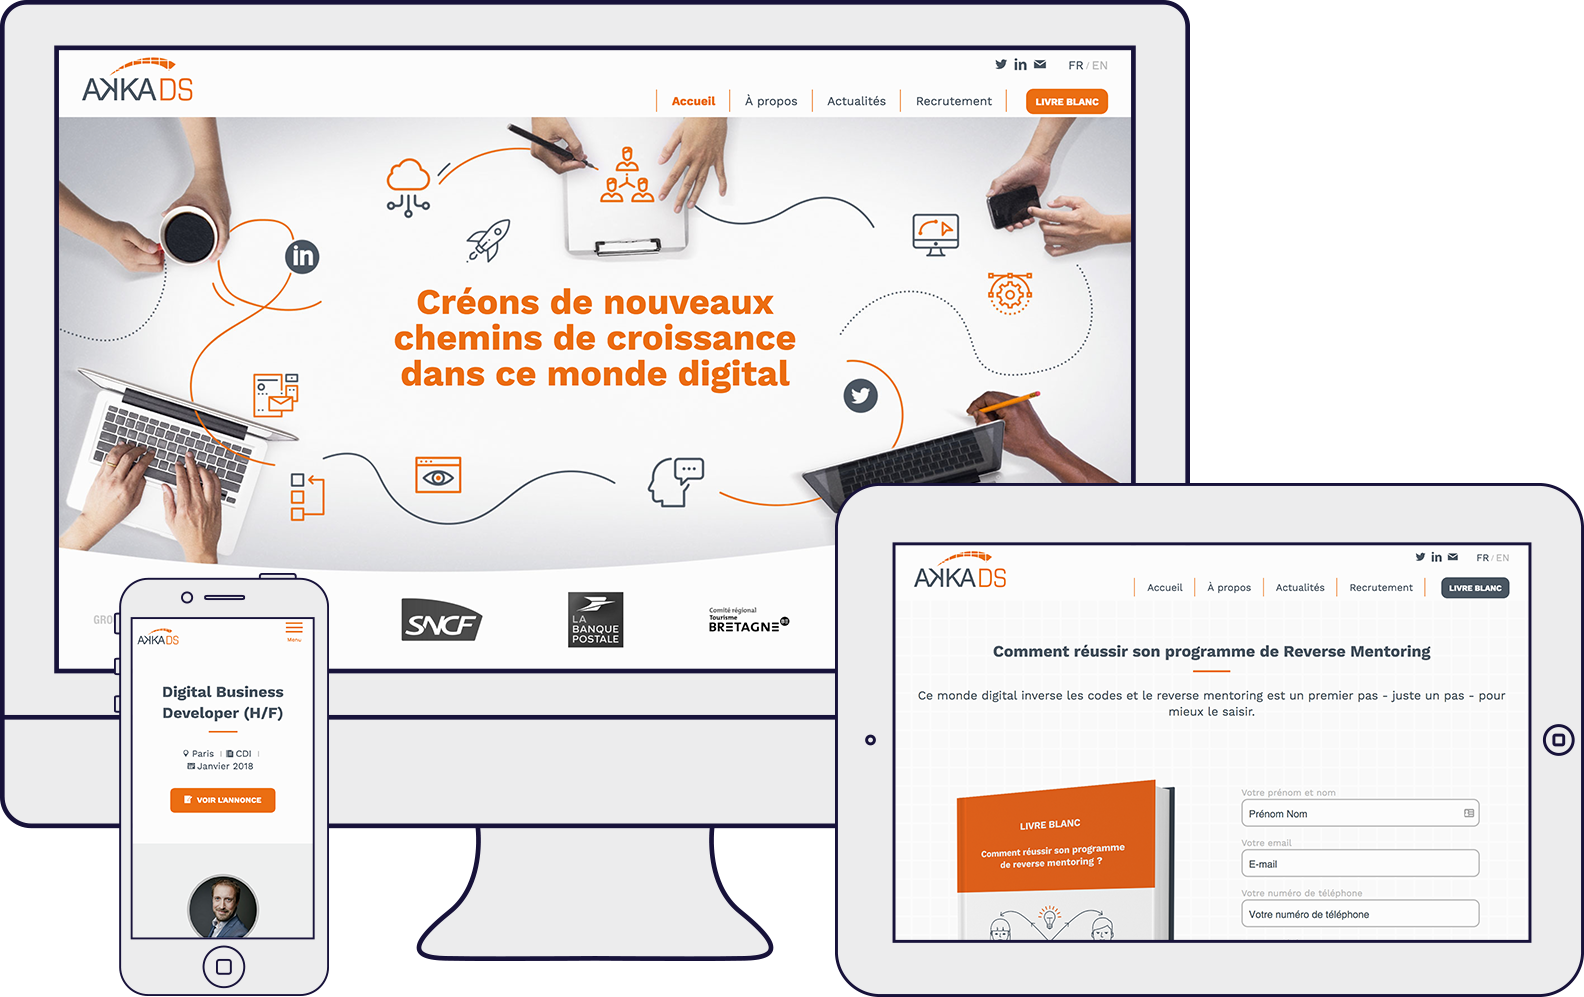 AKKA DS
FR / EN
Accueil
À propos
Actualités
Recrutement
LIVRE BLANC
in
Créons de nouveaux
chemins de croissance
dans ce monde digital
SNCF
LA
BANQUE
POSTALE
Comité régional
Tourisme
BRETAGNE
AKKA DS
Menu
Digital Business
Developer (H/F)
Paris | CDI |
Janvier 2018
VOIR L'ANNONCE
AKKA DS
FR / EN
Accueil
À propos
Actualités
Recrutement
LIVRE BLANC
Comment réussir son programme de Reverse Mentoring
Ce monde digital inverse les codes et le reverse mentoring est un premier pas - juste un pas - pour
mieux le saisir.
LIVRE BLANC
Comment réussir son programme
de reverse mentoring ?
Votre prénom et nom
Prénom Nom
Votre email
E-mail
Votre numéro de téléphone
Votre numéro de téléphone